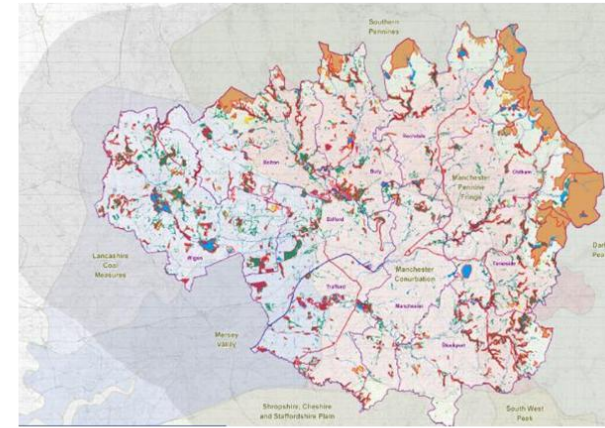 Southern
Pennines
Rochdale
Bolton
Bury
Manchester
Pennine
Fringe
Oldham
Salford
Wigan
Lancashire
Coal
Measures
Manchester
Conurbation
Tameside
Trafford
Manchester
Mersey
Valley
Stockport
Shropshire, Cheshire
and Staffordshire Plain
South West
Peak